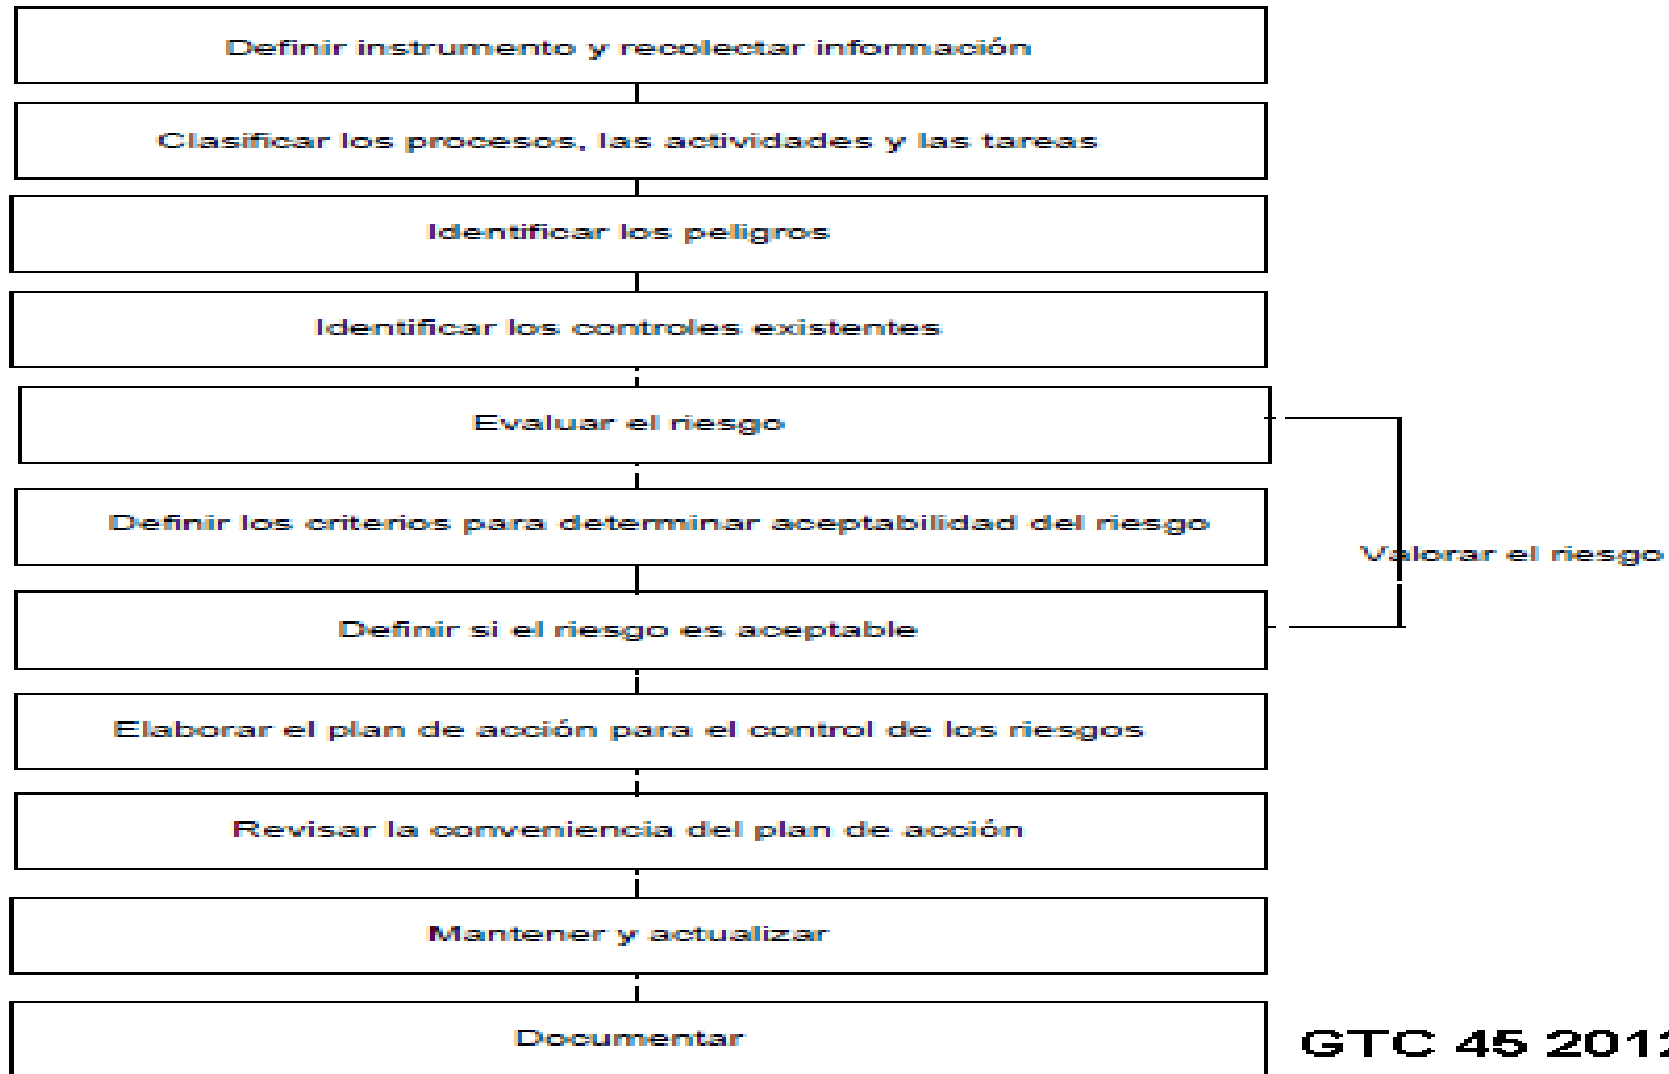 Definir instrumento y recolectar información
Clasificar los procesos, las actividades y las tareas
Identificar los peligros
Identificar los controles existentes
Evaluar el riesgo
Definir los criterios para determinar aceptabilidad del riesgo
Valorar el riesgo
Definir si el riesgo es aceptable
Elaborar el plan de acción para el control de los riesgos
Revisar la conveniencia del plan de acción
Mantener y actualizar
Documentar
GTC 45